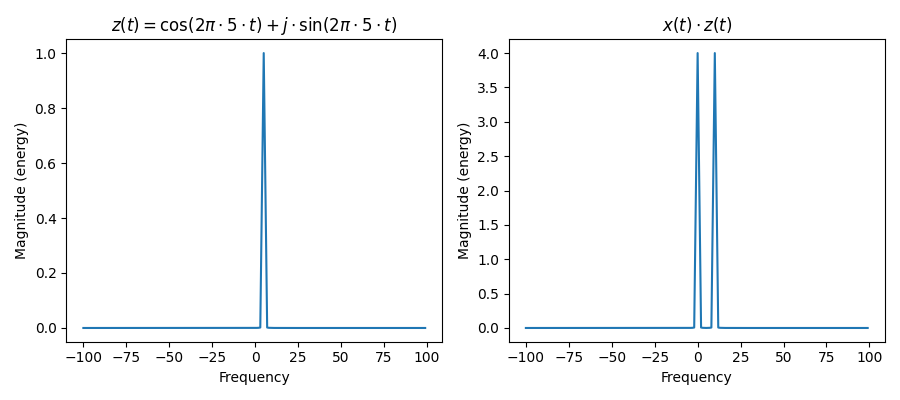 z(t) = cos(2π · 5 · t) + j · sin(2π · 5 · t)
1.0
0.8
0.6
0.4
0.2
0.0
Magnitude (energy)
−100 −75 −50 −25 0 25 50 75 100
Frequency
x(t) · z(t)
4.0
3.5
3.0
2.5
2.0
1.5
1.0
0.5
0.0
Magnitude (energy)
−100 −75 −50 −25 0 25 50 75 100
Frequency